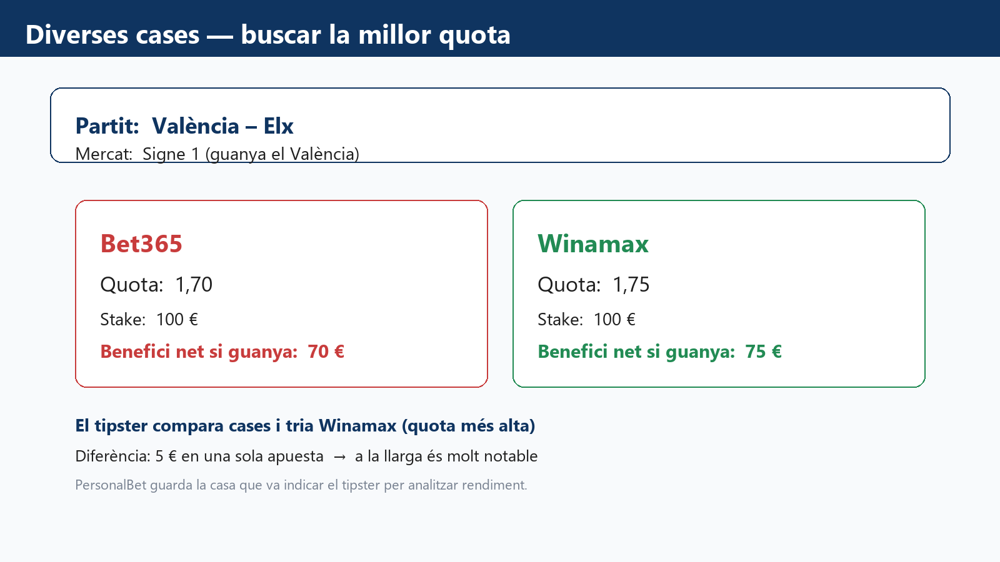 Diverses cases — buscar la millor quota
Partit: València – Elx
Mercat: Signe 1 (guanya el València)
Bet365
Quota: 1,70
Stake: 100 €
Benefici net si guanya: 70 €
Winamax
Quota: 1,75
Stake: 100 €
Benefici net si guanya: 75 €
El tipster compara cases i tria Winamax (quota més alta)
Diferència: 5 € en una sola apuesta → a la llarga és molt notable
PersonalBet guarda la casa que va indicar el tipster per analitzar rendiment.